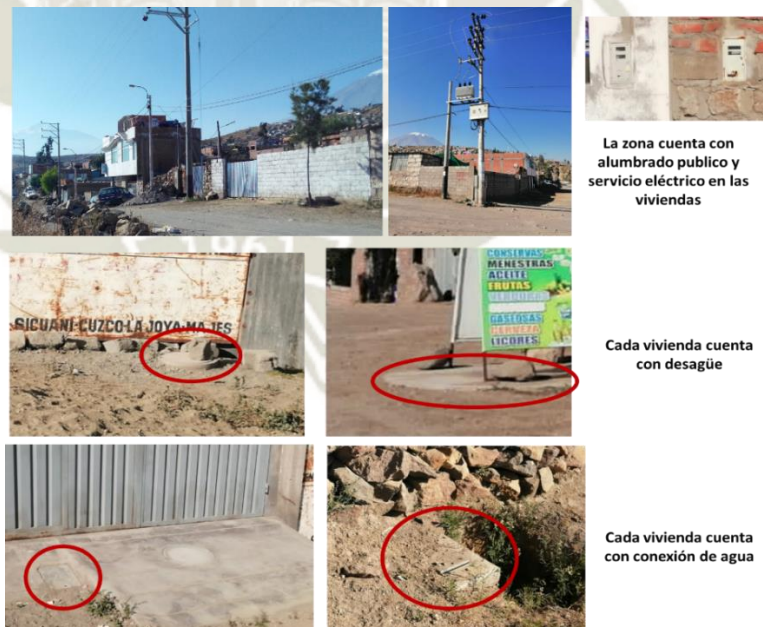 La zona cuenta con
alumbrado publico y
servicio eléctrico en las
viviendas
SICUANI-CUZCO-LA JOYA-MAJES
CONSERVAS
MENESTRAS
ACEITE
FRUTAS
VERDURAS
GASEOSAS
CERVEZA
LICORES
Cada vivienda cuenta
con desagüe
Cada vivienda cuenta
con conexión de agua